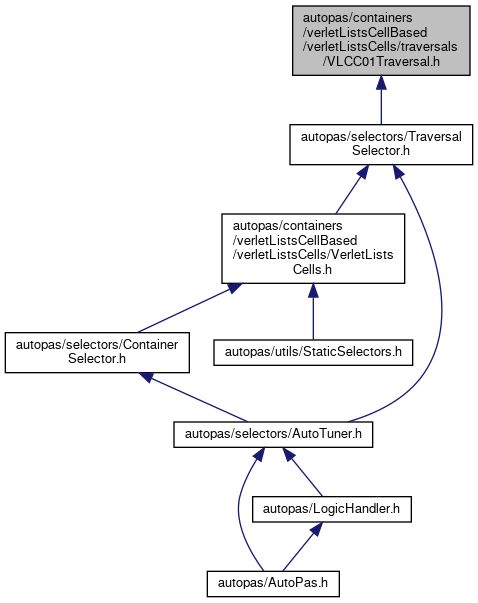 autopas/containers
/verletListsCellBased
/verletListsCells/traversals
/VLCC01Traversal.h
autopas/selectors/Traversal
Selector.h
autopas/containers
/verletListsCellBased
/verletListsCells/VerletLists
Cells.h
autopas/selectors/Container
Selector.h
autopas/utils/StaticSelectors.h
autopas/selectors/AutoTuner.h
autopas/LogicHandler.h
autopas/AutoPas.h